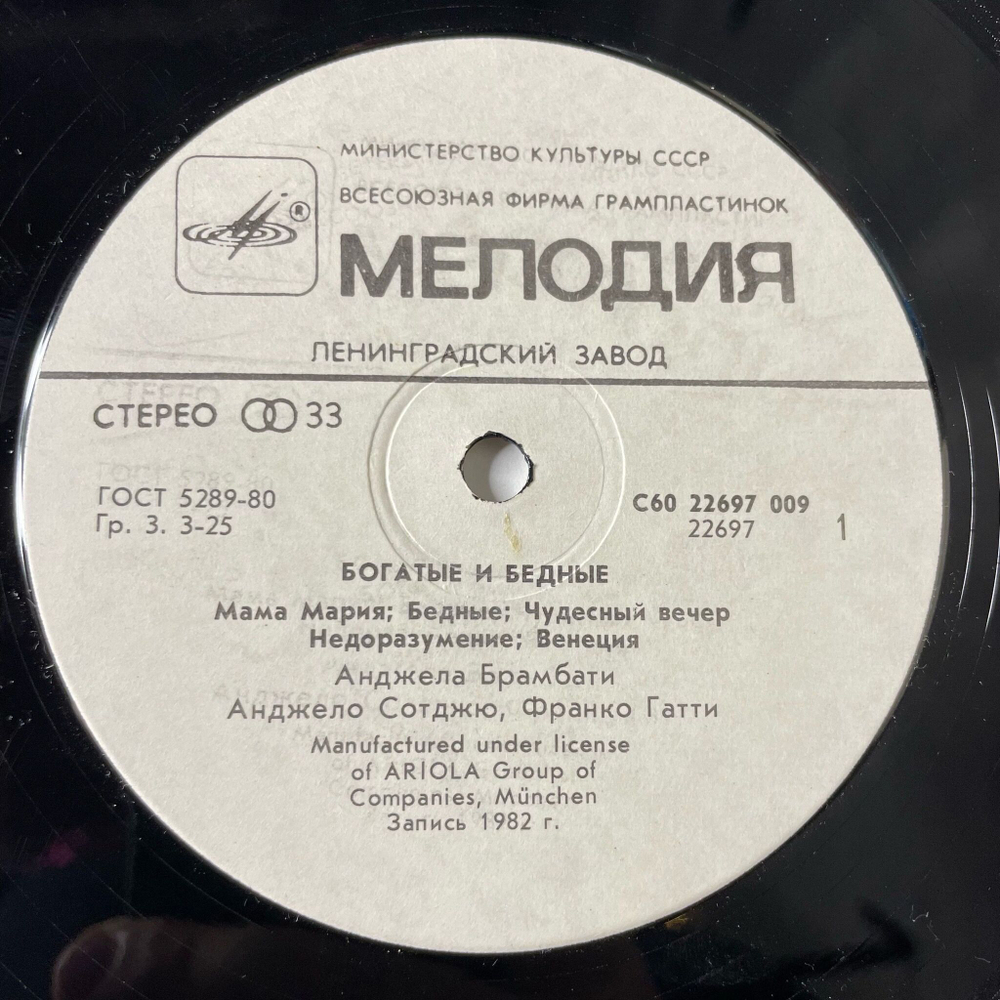 МИНИСТЕРСТВО КУЛЬТУРЫ СССР
ВСЕСОЮЗНАЯ ФИРМА ГРАМПЛАСТИНОК
®
МЕЛОДИЯ
ЛЕНИНГРАДСКИЙ ЗАВОД
СТЕРЕО 33
ГОСТ 5289-80
Гр. 3. 3-25
С60 22697 009
22697 1
БОГАТЫЕ И БЕДНЫЕ
Мама Мария; Бедные; Чудесный вечер
Недоразумение; Венеция
Анджела Брамбати
Анджело Сотджю, Франко Гатти
Manufactured under license
of ARIOLA Group of
Companies, München
Запись 1982 г.